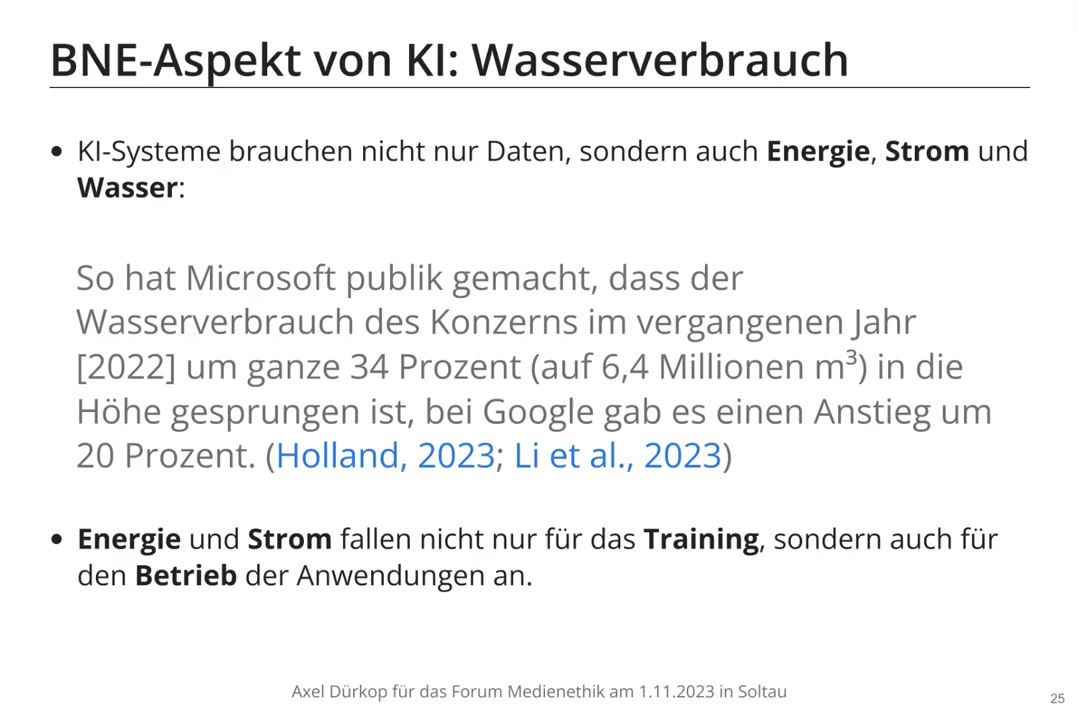 BNE-Aspekt von KI: Wasserverbrauch
• KI-Systeme brauchen nicht nur Daten, sondern auch Energie, Strom und
Wasser:
So hat Microsoft publik gemacht, dass der
Wasserverbrauch des Konzerns im vergangenen Jahr
[2022] um ganze 34 Prozent (auf 6,4 Millionen m³) in die
Höhe gesprungen ist, bei Google gab es einen Anstieg um
20 Prozent. (Holland, 2023; Li et al., 2023)
• Energie und Strom fallen nicht nur für das Training, sondern auch für
den Betrieb der Anwendungen an.
Axel Dürkop für das Forum Medienethik am 1.11.2023 in Soltau
25